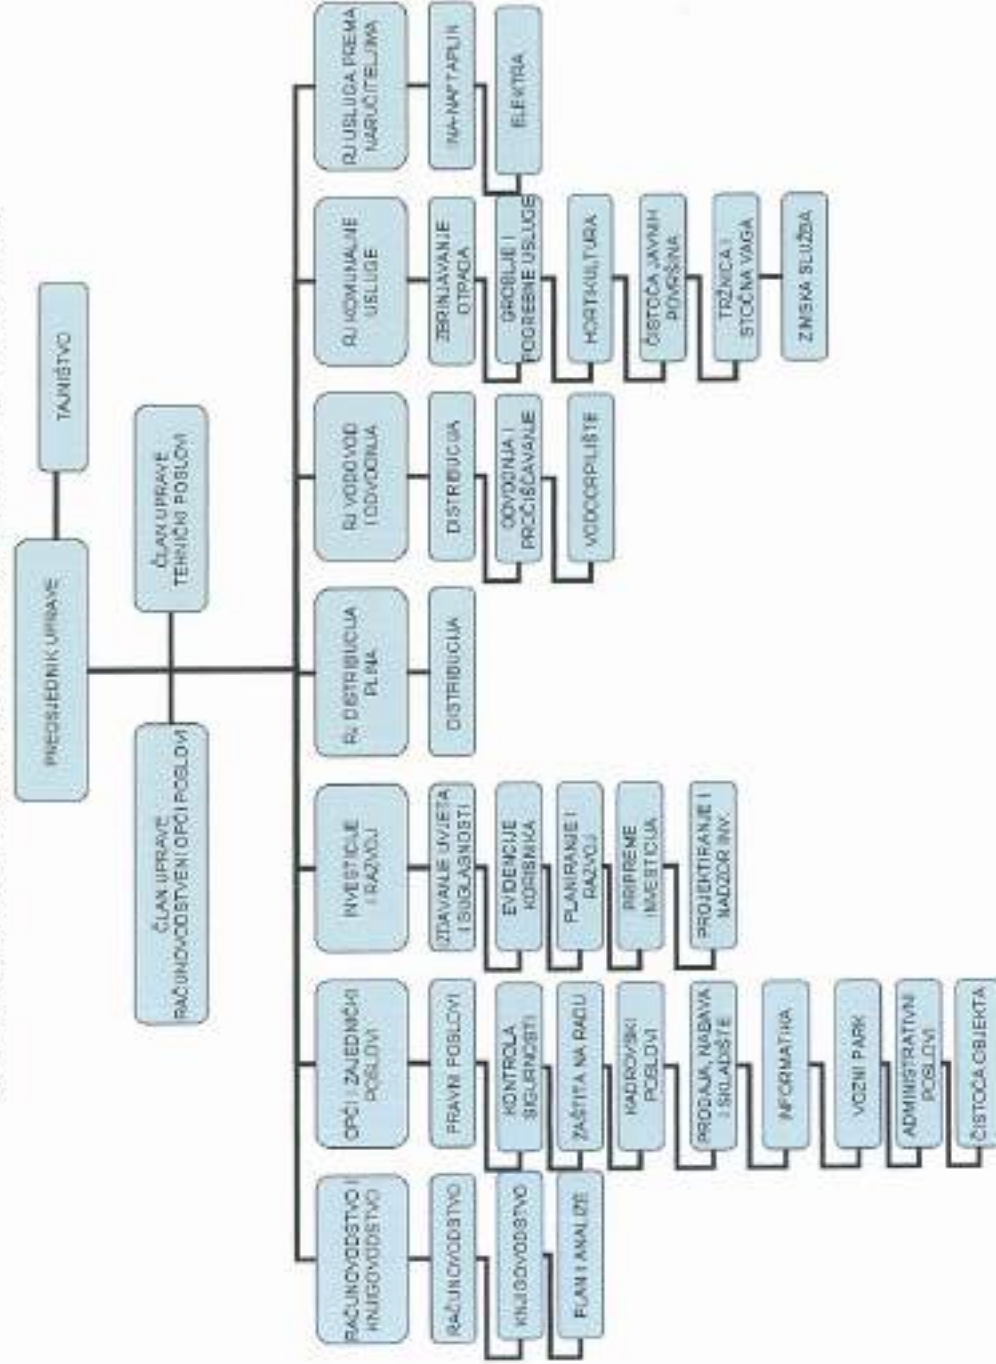 TAJNIŠTVO
PREDSJEDNIK UPRAVE
ČLAN UPRAVE
RAČUNOVODSTVENI OPĆI POSLOVI
ČLAN UPRAVE
TEHNIČKI POSLOVI
RAČUNOVODSTVO I
KNJIGOVODSTVO
RAČUNOVODSTVO
KNJIGOVODSTVO
PLAN I ANALIZE
OPĆI I ZAJEDNIČKI
POSLOVI
PRAVNI POSLOVI
KONTROLA
SIGURNOSTI
ZAŠTITA NA RADU
KADROVSKI
POSLOVI
PRODAJA, NABAVA
I SKLADIŠTE
INFORMATIKA
VOZNI PARK
ADMINISTRATIVNI
POSLOVI
ČISTOĆA OBJEKTA
INVESTICIJE
I RAZVOJ
IZDAVANJE UVJETA
I SUGLASNOSTI
EVIDENCIJE
KORISNIKA
PLANIRANJE I
RAZVOJ
PRIPREME
INVESTICIJA
PROJEKTIRANJE I
NADZOR INV.
RJ DISTRIBUCIJA
PLINA
DISTRIBUCIJA
RJ VODOVOD
I ODVODNJA
DISTRIBUCIJA
ODVODNJA I
PROČIŠĆAVANJE
VODOCRPILIŠTE
RJ KOMUNALNE
USLUGE
ZBRINJAVANJE
OTPADA
GROBLJE I
POGREBNE USLUGE
HORTIKULTURA
ČISTOĆA JAVNIH
POVRŠINA
TRŽNICA I
STOČNA VAGA
ZIMSKA SLUŽBA
RJ USLUGA PREMA
NARUČITELJIMA
INA-NAFTAPLIN
ELEKTRA